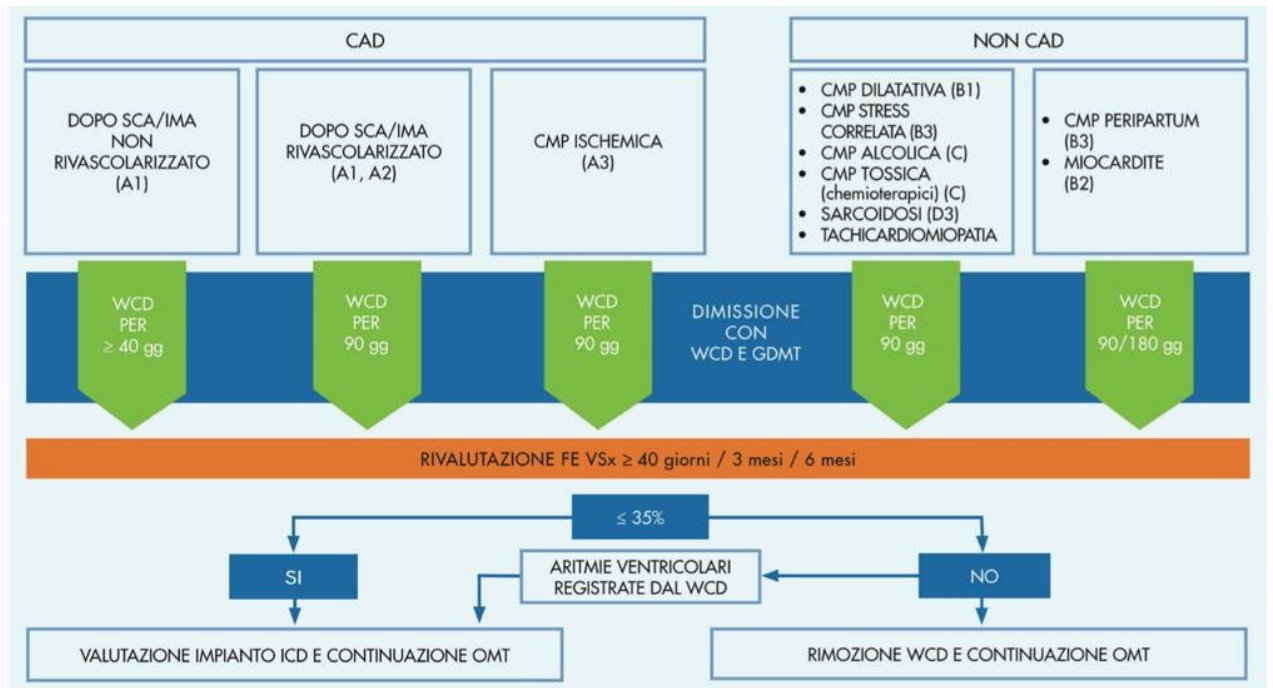 CAD
NON CAD
DOPO SCA/IMA
NON
RIVASCOLARIZZATO
(A1)
DOPO SCA/IMA
RIVASCOLARIZZATO
(A1, A2)
CMP ISCHEMICA
(A3)
• CMP DILATATIVA (B1)
• CMP STRESS
CORRELATA (B3)
• CMP ALCOLICA (C)
• CMP TOSSICA
(chemioterapici) (C)
• SARCOIDOSI (D3)
• TACHICARDIOMIOPATIA
• CMP PERIPARTUM
(B3)
• MIOCARDITE
(B2)
WCD
PER
≥ 40 gg
WCD
PER
90 gg
WCD
PER
90 gg
DIMISSIONE
CON
WCD E GDMT
WCD
PER
90 gg
WCD
PER
90/180 gg
RIVALUTAZIONE FE VSx ≥ 40 giorni / 3 mesi / 6 mesi
≤ 35%
SI
ARITMIE VENTRICOLARI
REGISTRATE DAL WCD
NO
VALUTAZIONE IMPIANTO ICD E CONTINUAZIONE OMT
RIMOZIONE WCD E CONTINUAZIONE OMT